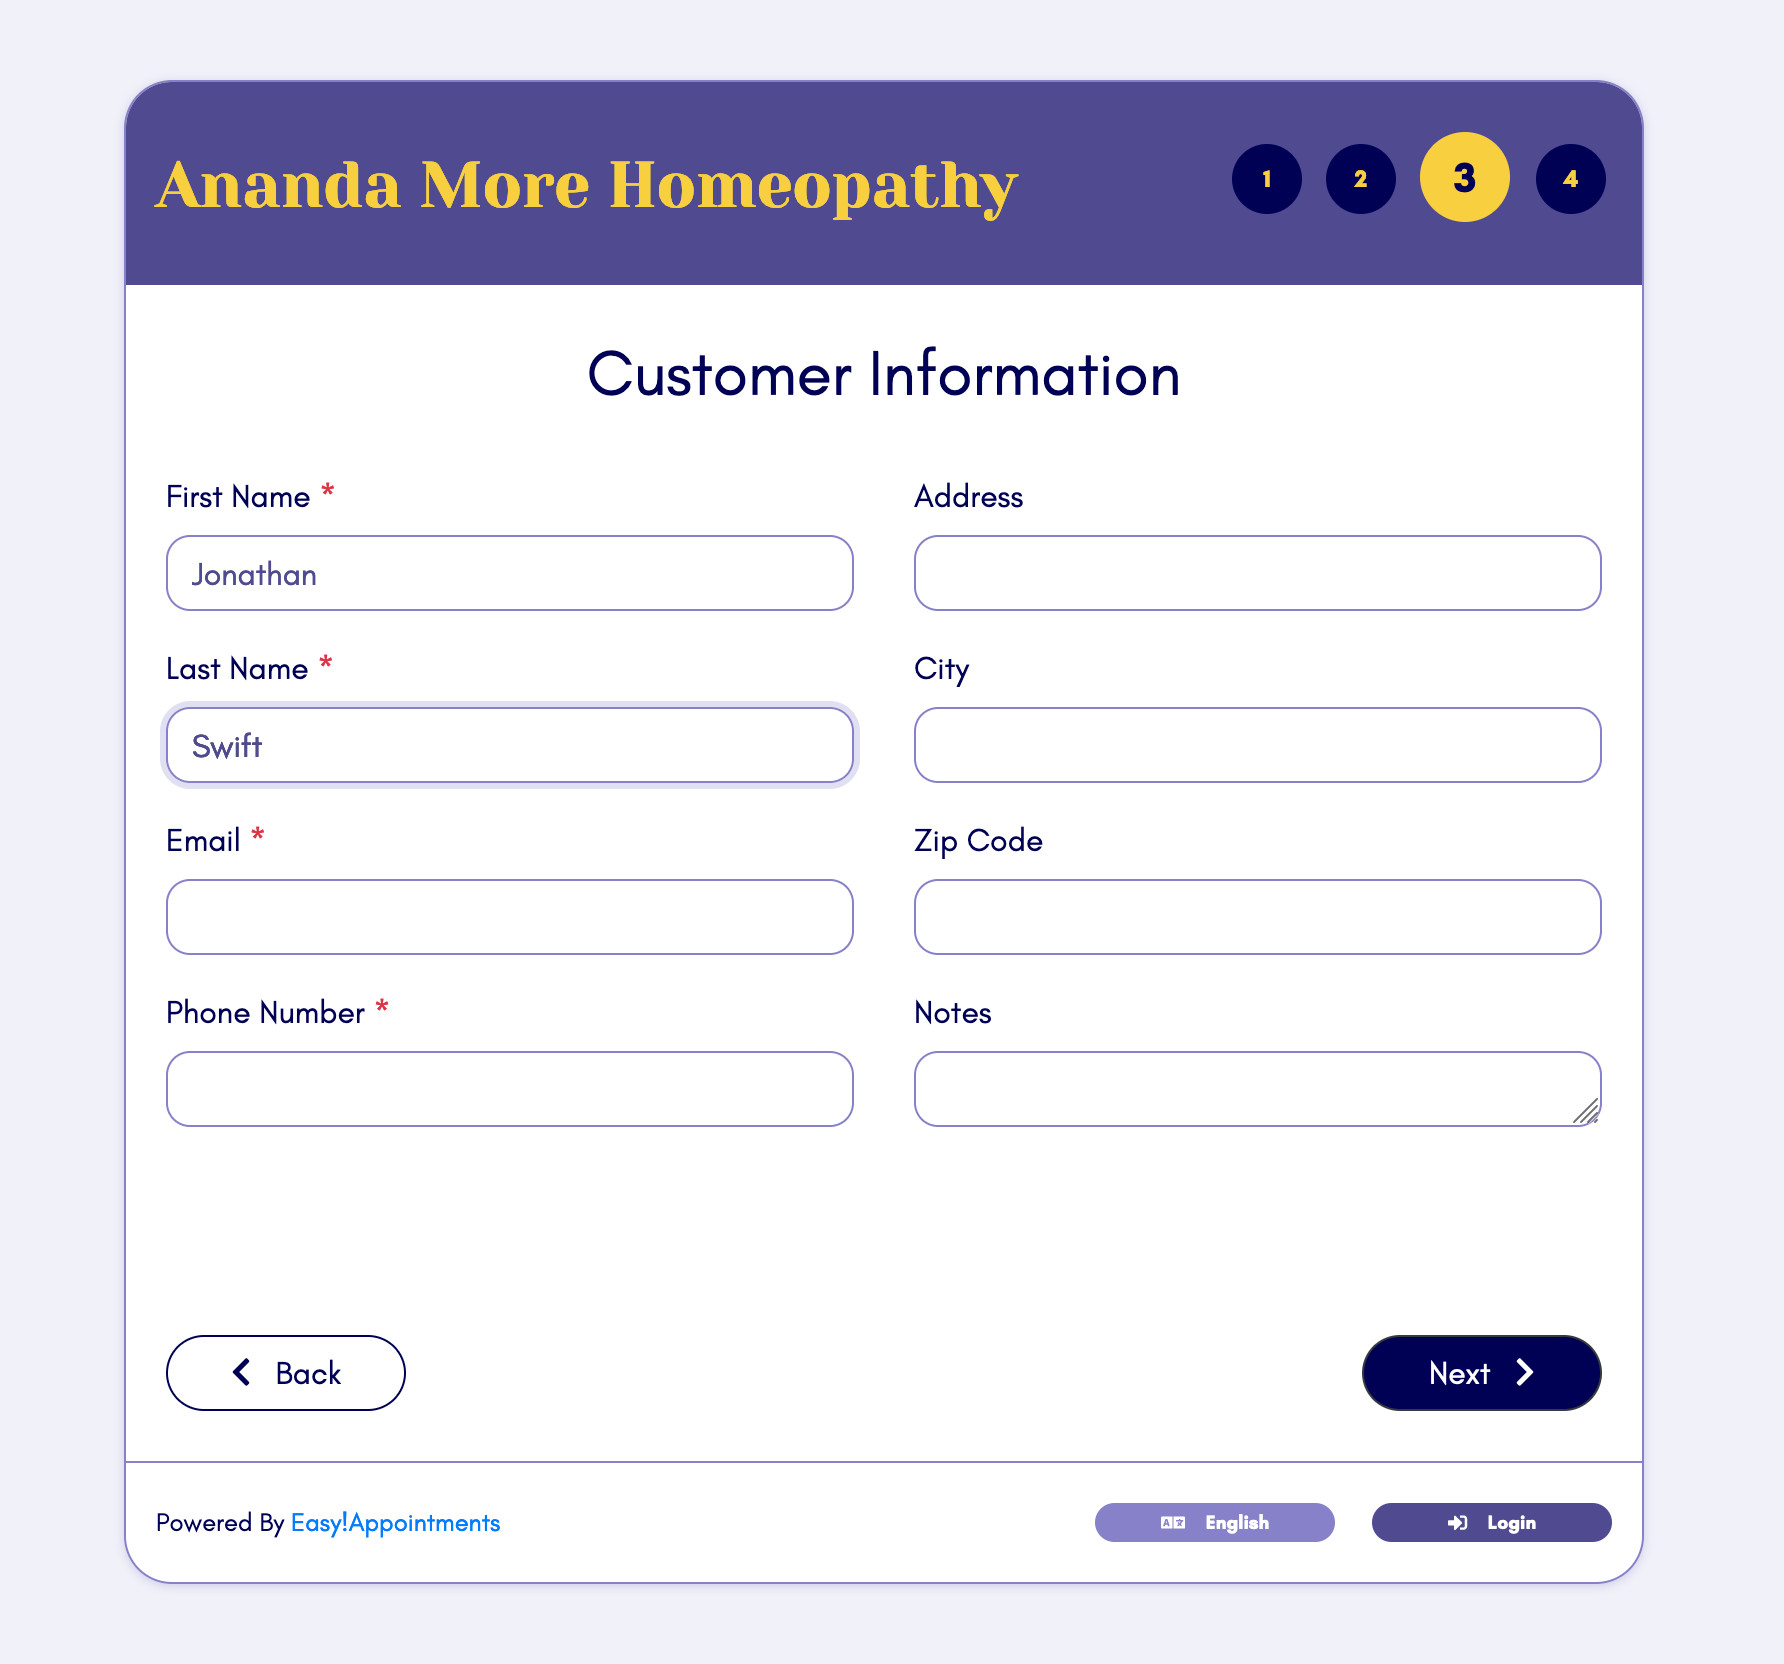 Ananda More Homeopathy
1 2 3 4
Customer Information
First Name *
Jonathan
Last Name *
Swift
Email *
Phone Number *
Address
City
Zip Code
Notes
Back
Next
Powered By Easy!Appointments
English
Login